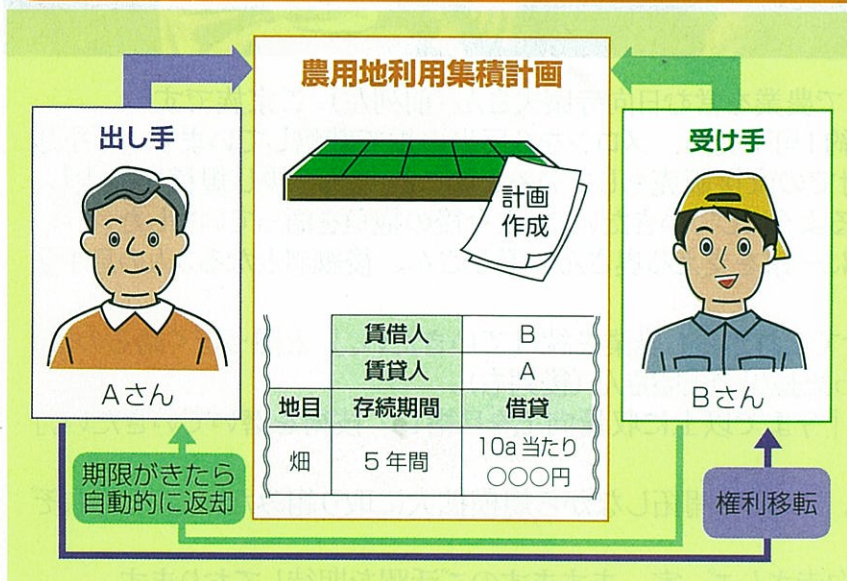 農用地利用集積計画
出し手
受け手
計画
作成
Aさん
Bさん
賃借人 B
賃貸人 A
地目 存続期間 借貸
畑 5年間 10a当たり
○○○円
期限がきたら
自動的に返却
権利移転